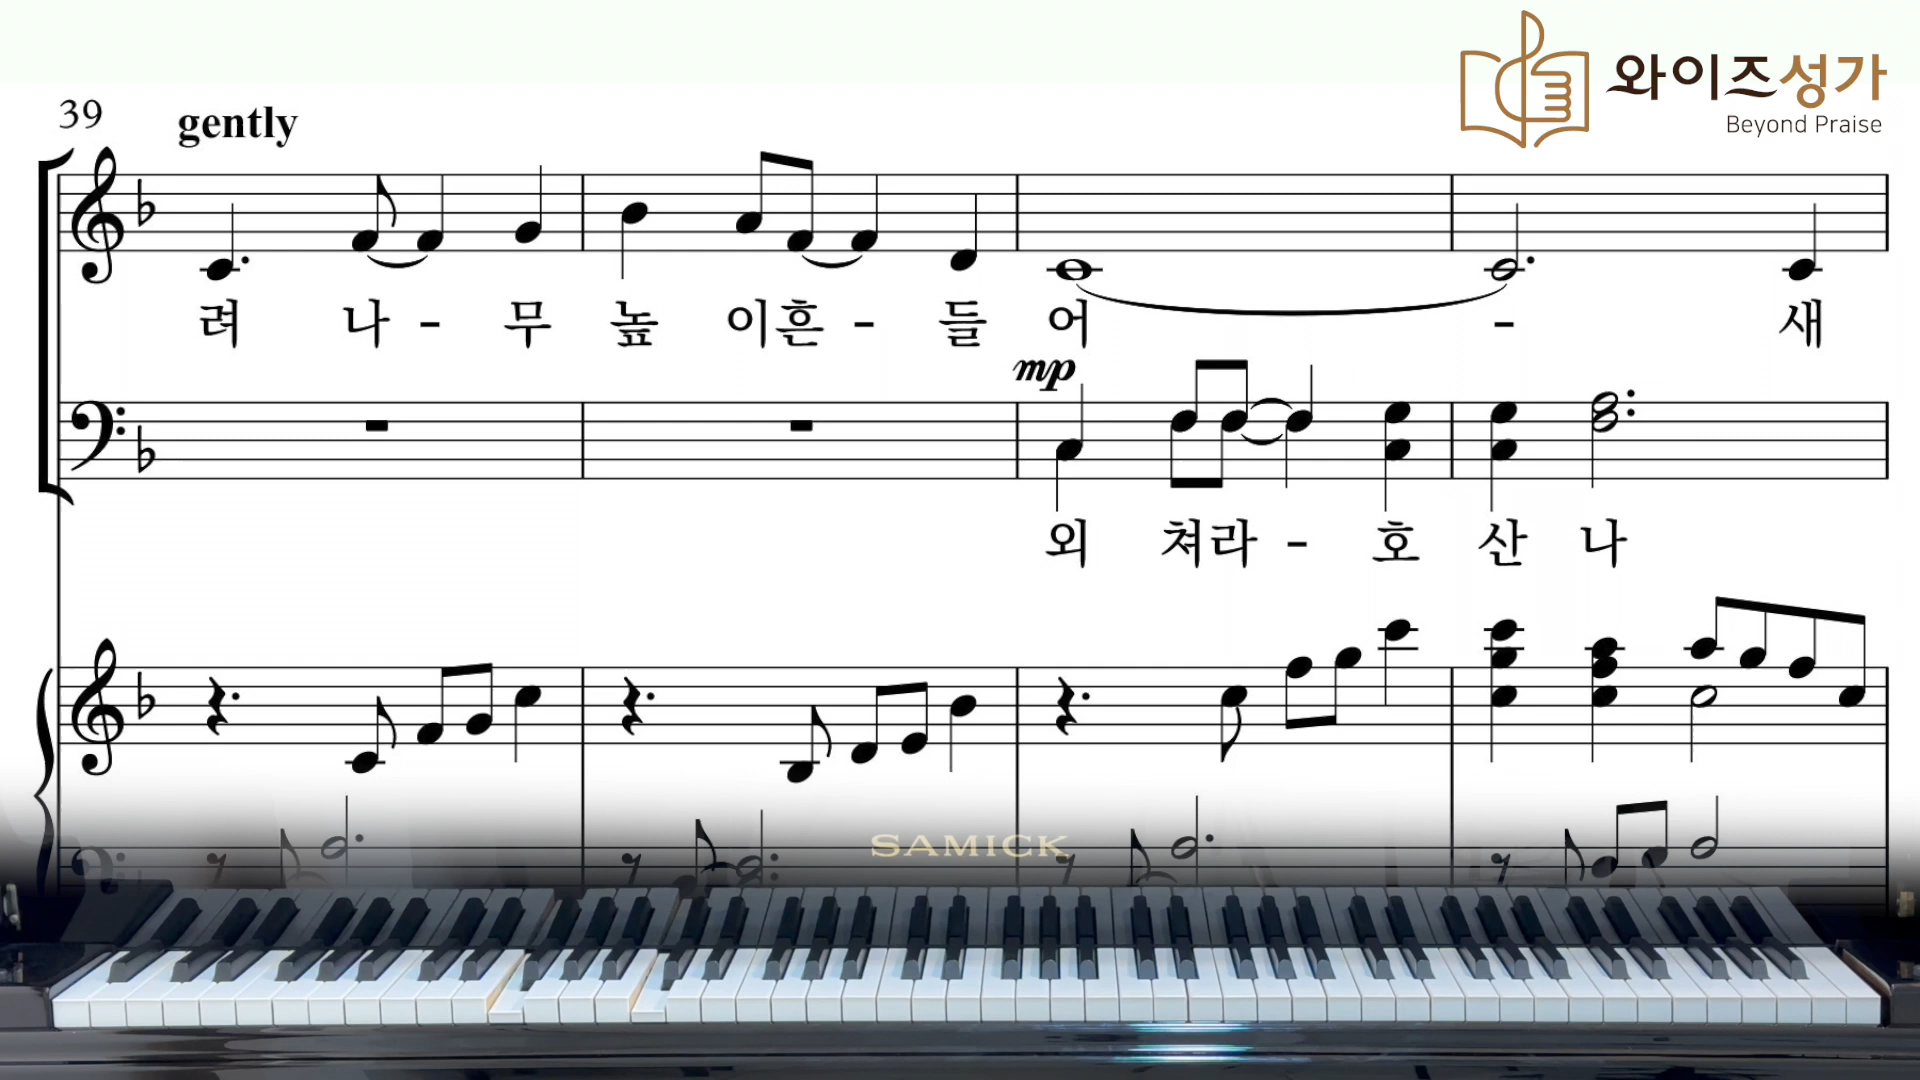 와이즈성가
Beyond Praise
39 gently
려 나 - 무 높 이흔 - 들 어 - 새
mp
외 쳐라 - 호 산 나
SAMICK